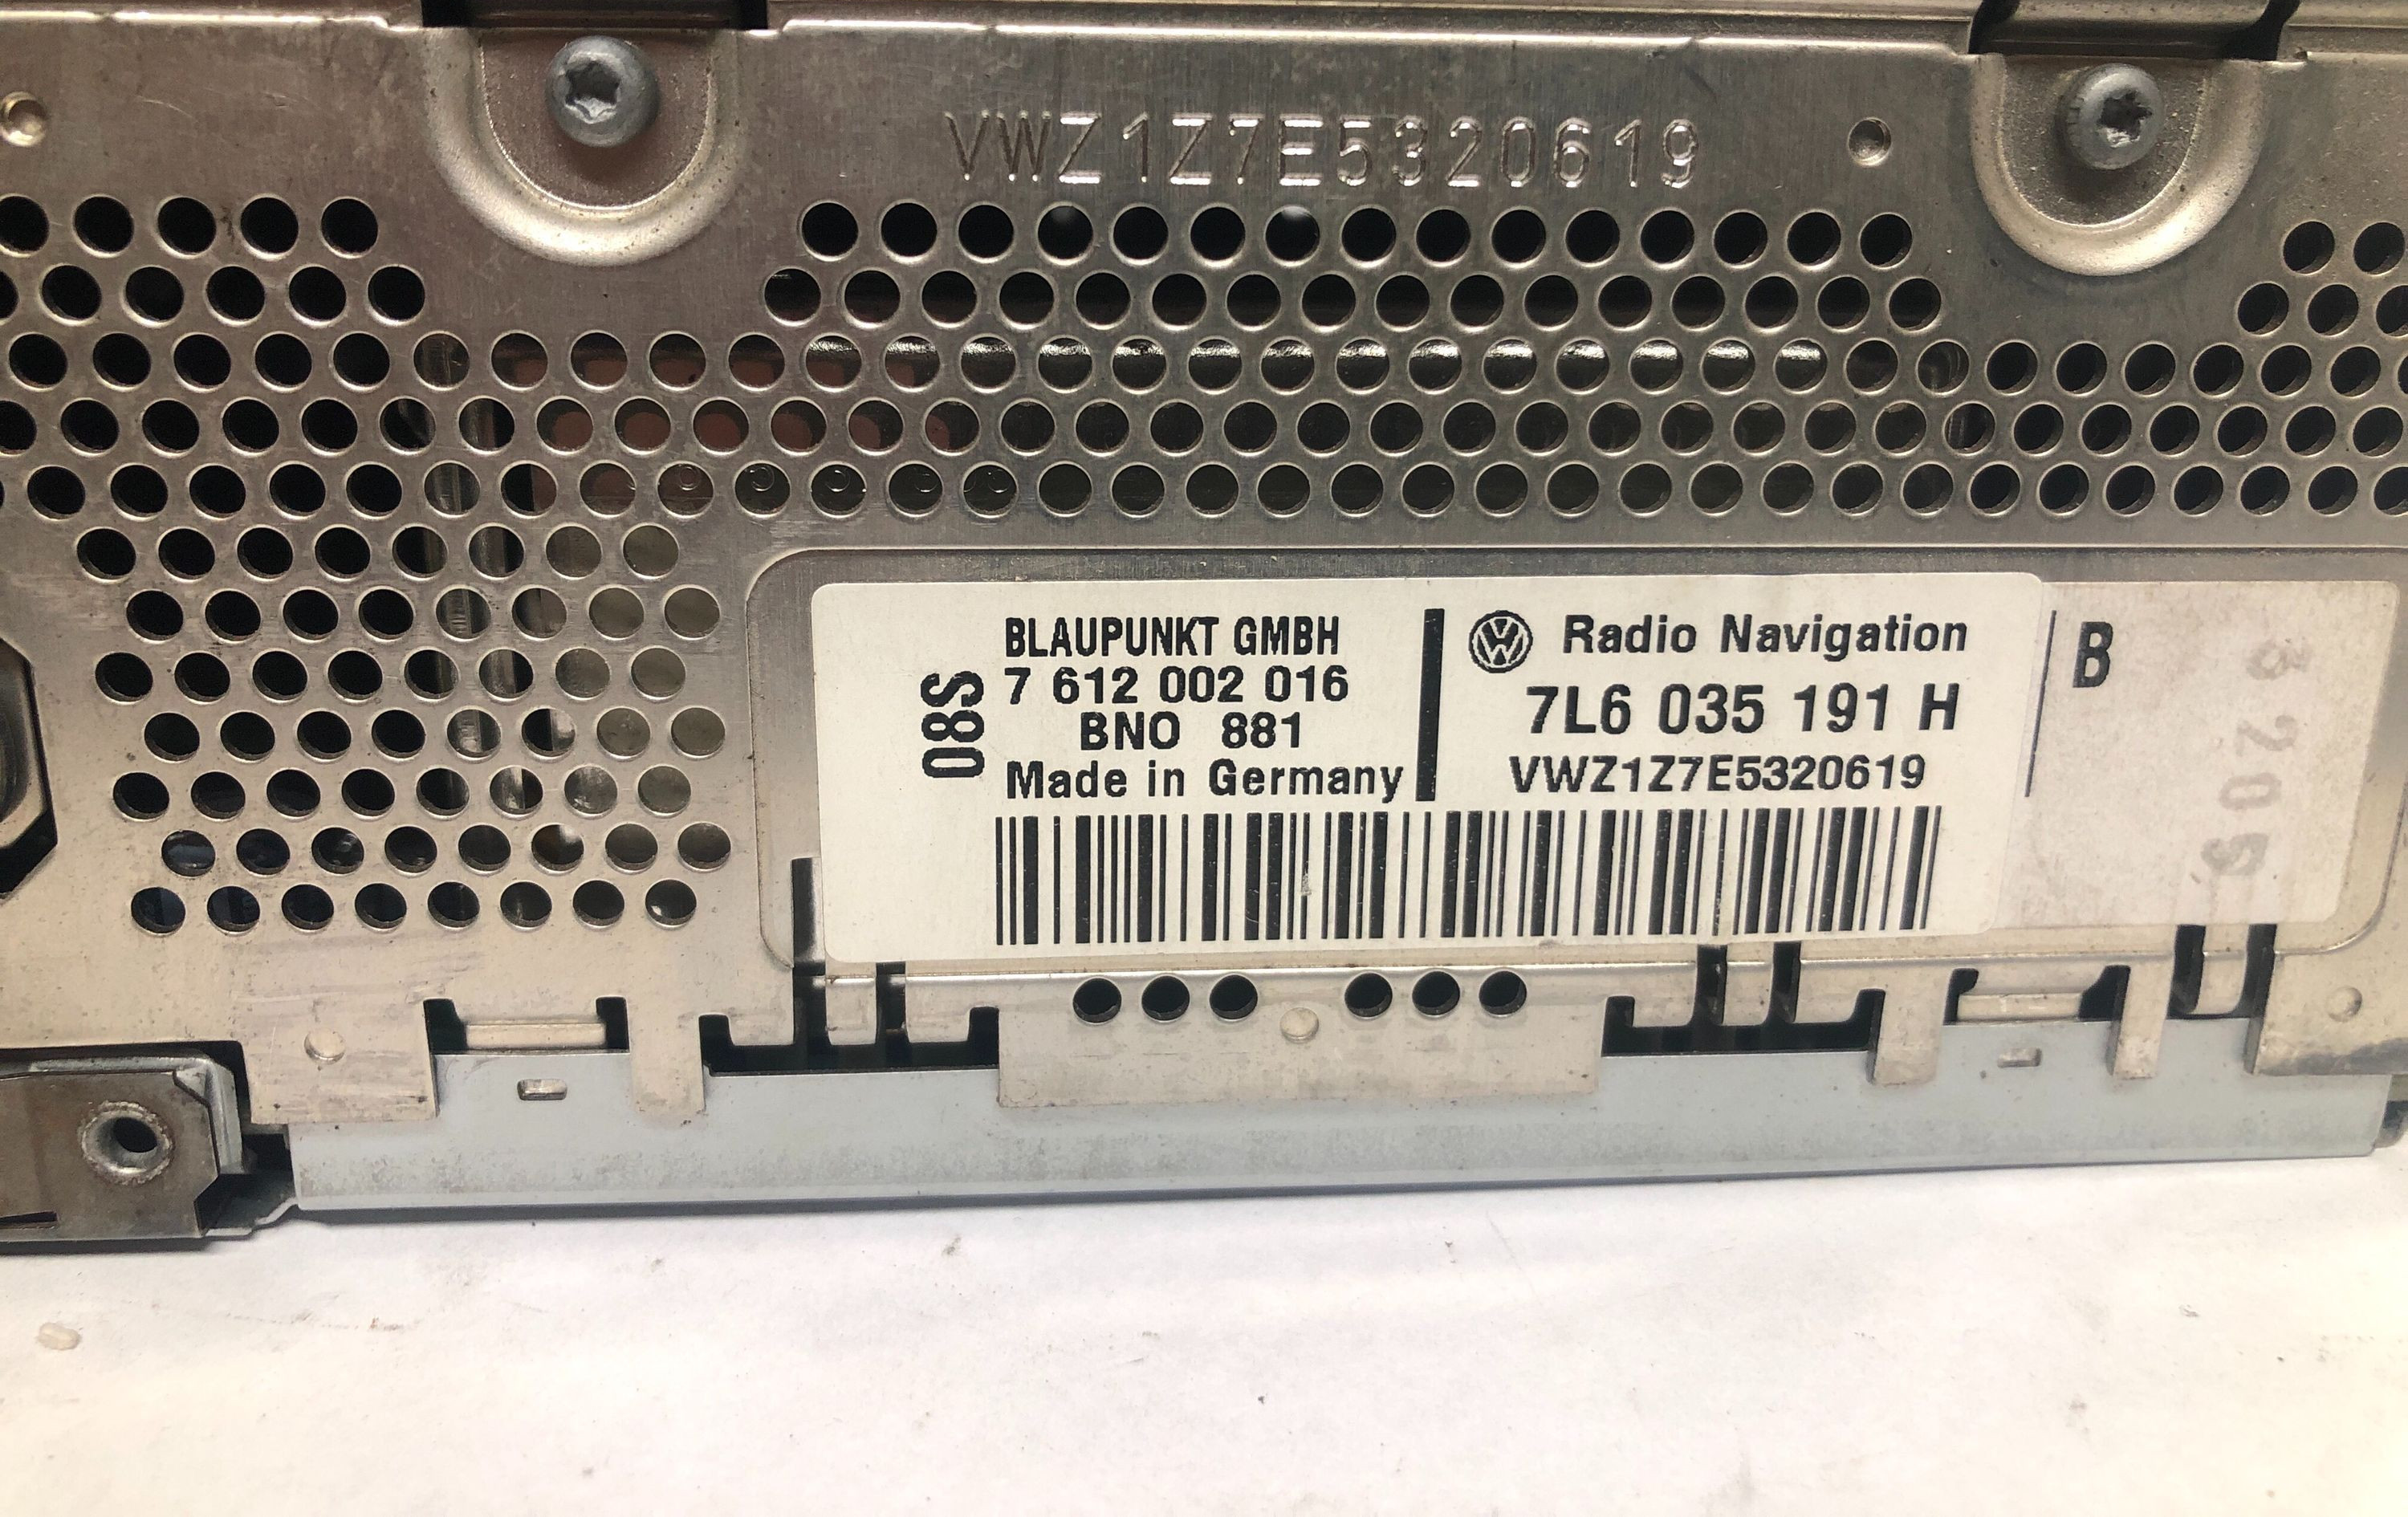 VWZ1Z7E5320619
BLAUPUNKT GMBH
7 612 002 016
BNO 881
Made in Germany
08S
Radio Navigation
7L6 035 191 H
VWZ1Z7E5320619
B